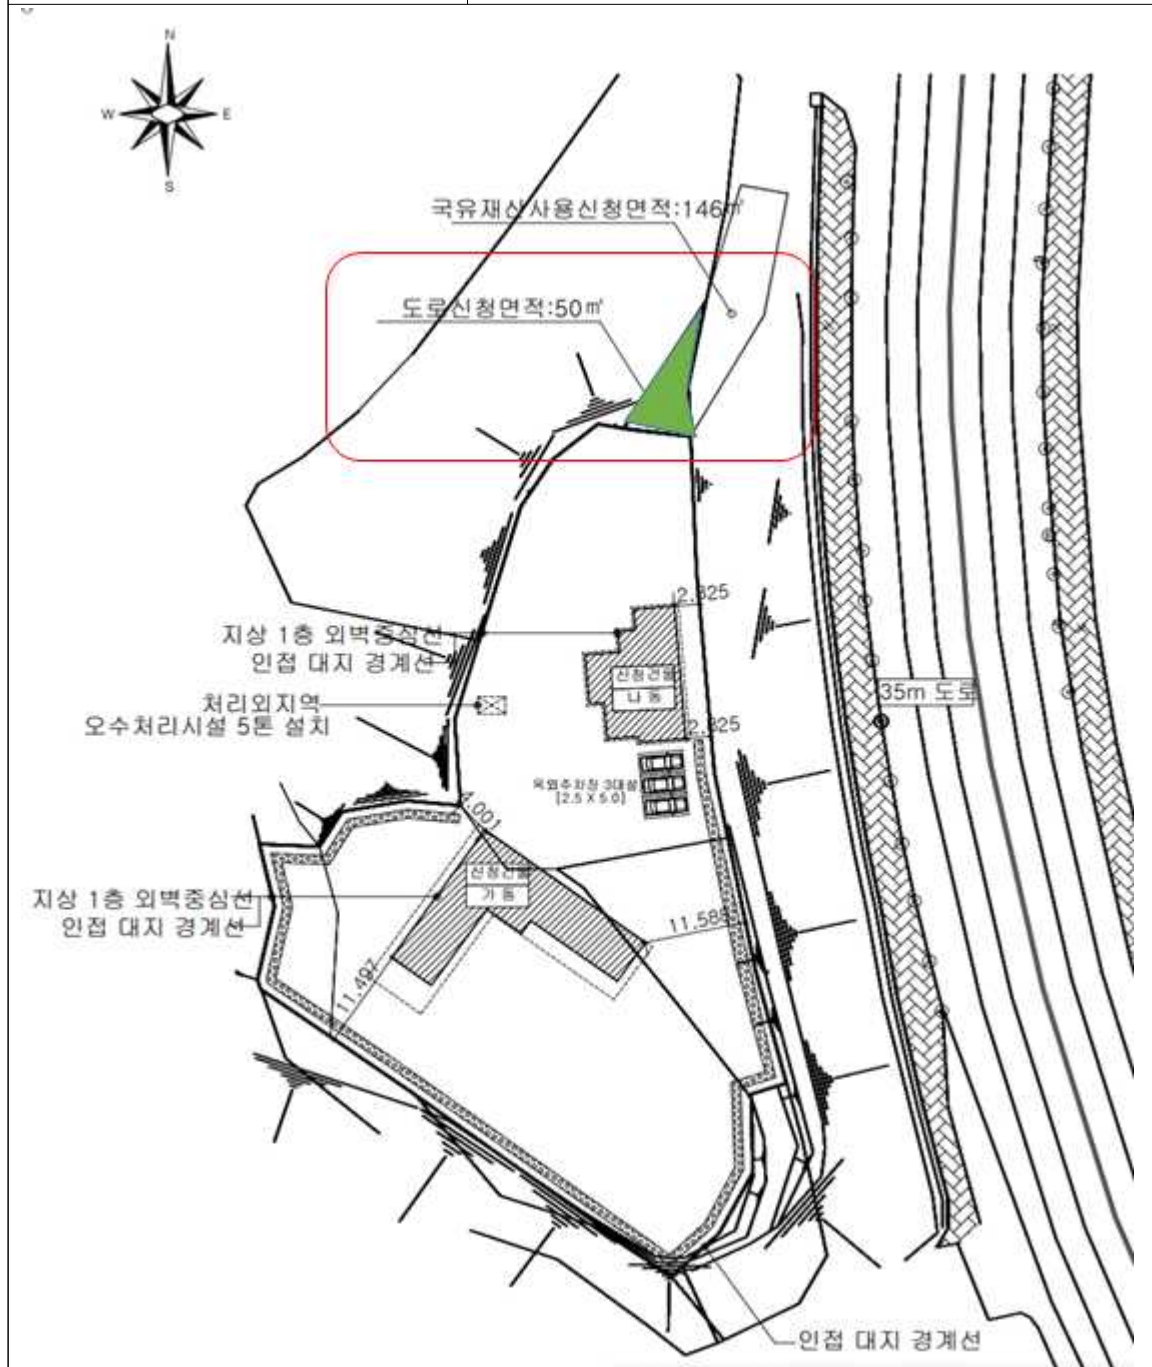 N
W E
S
국유재산사용신청면적:146㎡
도로신청면적:50㎡
2.825
지상 1층 외벽중심선
인접 대지 경계선
신청건물
나 동
처리외지역
오수처리시설 5톤 설치
35m 도로
2.825
옥외주차장 3대설
[2.5 X 5.0]
4.001
신청건물
가 동
지상 1층 외벽중심선
인접 대지 경계선
11.585
11.497
인접 대지 경계선